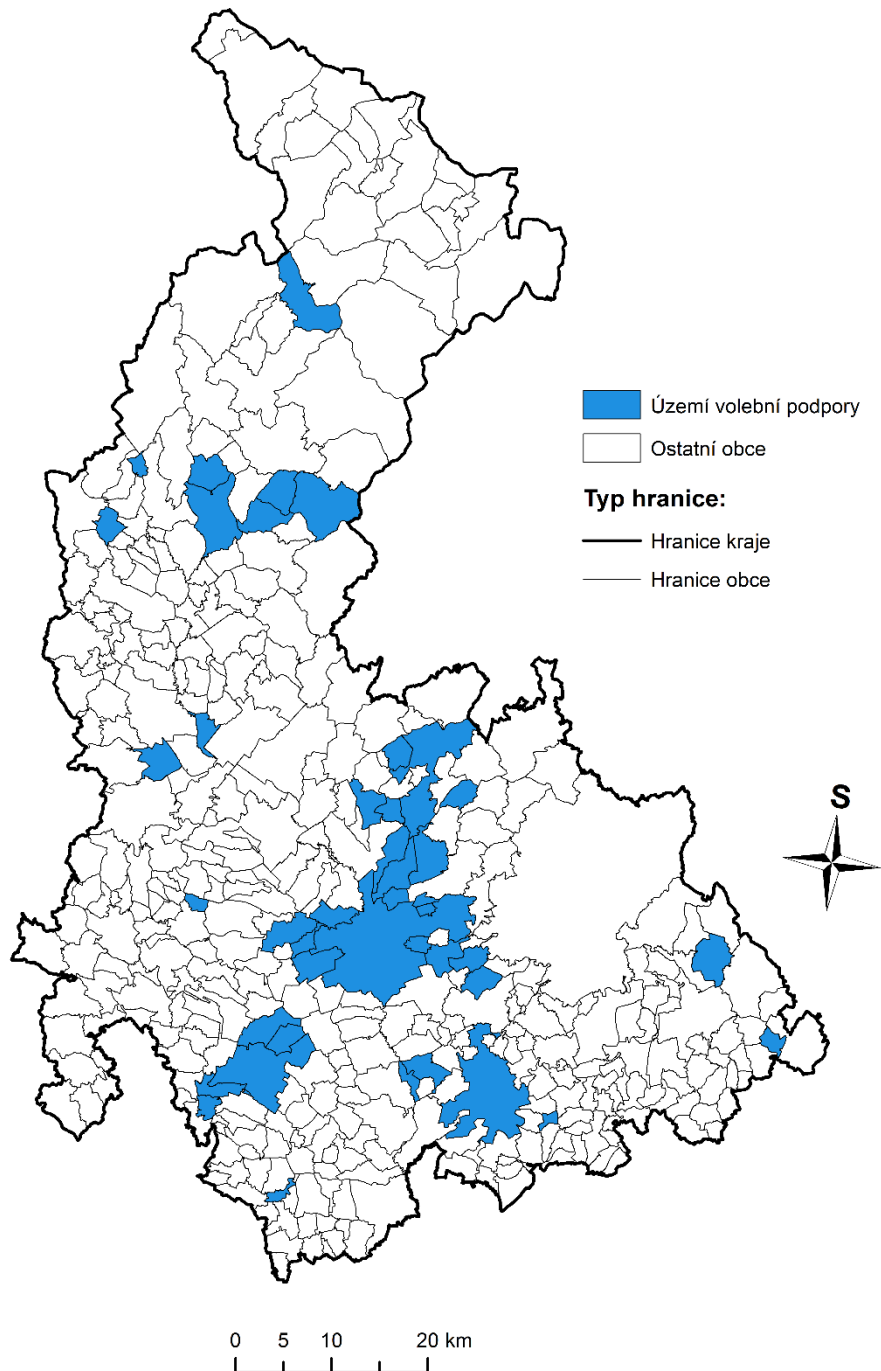 Území volební podpory
Ostatní obce
Typ hranice:
Hranice kraje
Hranice obce
S
0 5 10 20 km